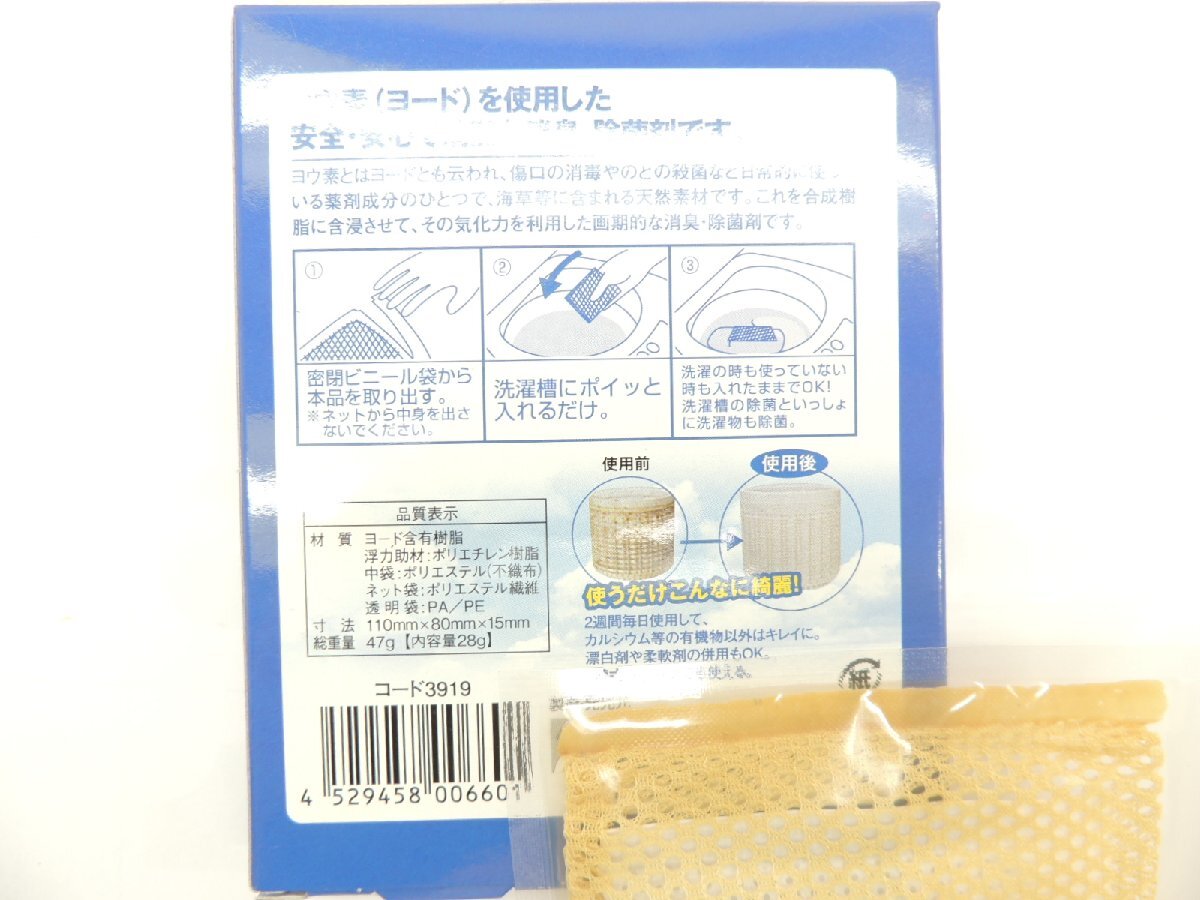 (ヨード)を使用した
安全・安心
除菌剤です。
ヨウ素とはヨードとも云われ、傷口の消毒やのどの殺菌など日常的に使
いる薬剤成分のひとつで、海草等に含まれる天然素材です。これを合成樹
脂に含浸させて、その気化力を利用した画期的な消臭・除菌剤です。
①
②
③
密閉ビニール袋から
本品を取り出す。
※ネットから中身を出さ
ないでください。
洗濯槽にポイッと
入れるだけ。
洗濯の時も使っていない
時も入れたままでOK!
洗濯槽の除菌といっしょ
に洗濯物も除菌。
使用前
使用後
使うだけこんなに綺麗!
2週間毎日使用して、
カルシウム等の有機物以外はキレイに。
漂白剤や柔軟剤の併用もOK。
も使える。
品質表示
材 質 ヨード含有樹脂
浮力助材:ポリエチレン樹脂
中袋:ポリエステル(不織布)
ネット袋:ポリエステル繊維
透明袋:PA/PE
寸 法 110mm×80mm×15mm
総重量 47g【内容量28g】
コード3919
紙
4 529458 006601